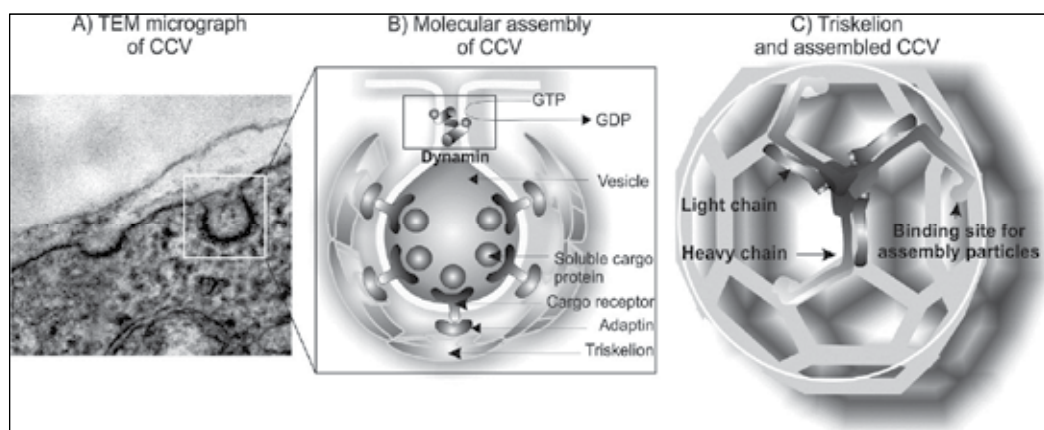 A) TEM micrograph
of CCV
B) Molecular assembly
of CCV
C) Triskelion
and assembled CCV
GTP
GDP
Dynamin
Vesicle
Soluble cargo
protein
Cargo receptor
Adaptin
Triskelion
Light chain
Heavy chain
Binding site for
assembly particles